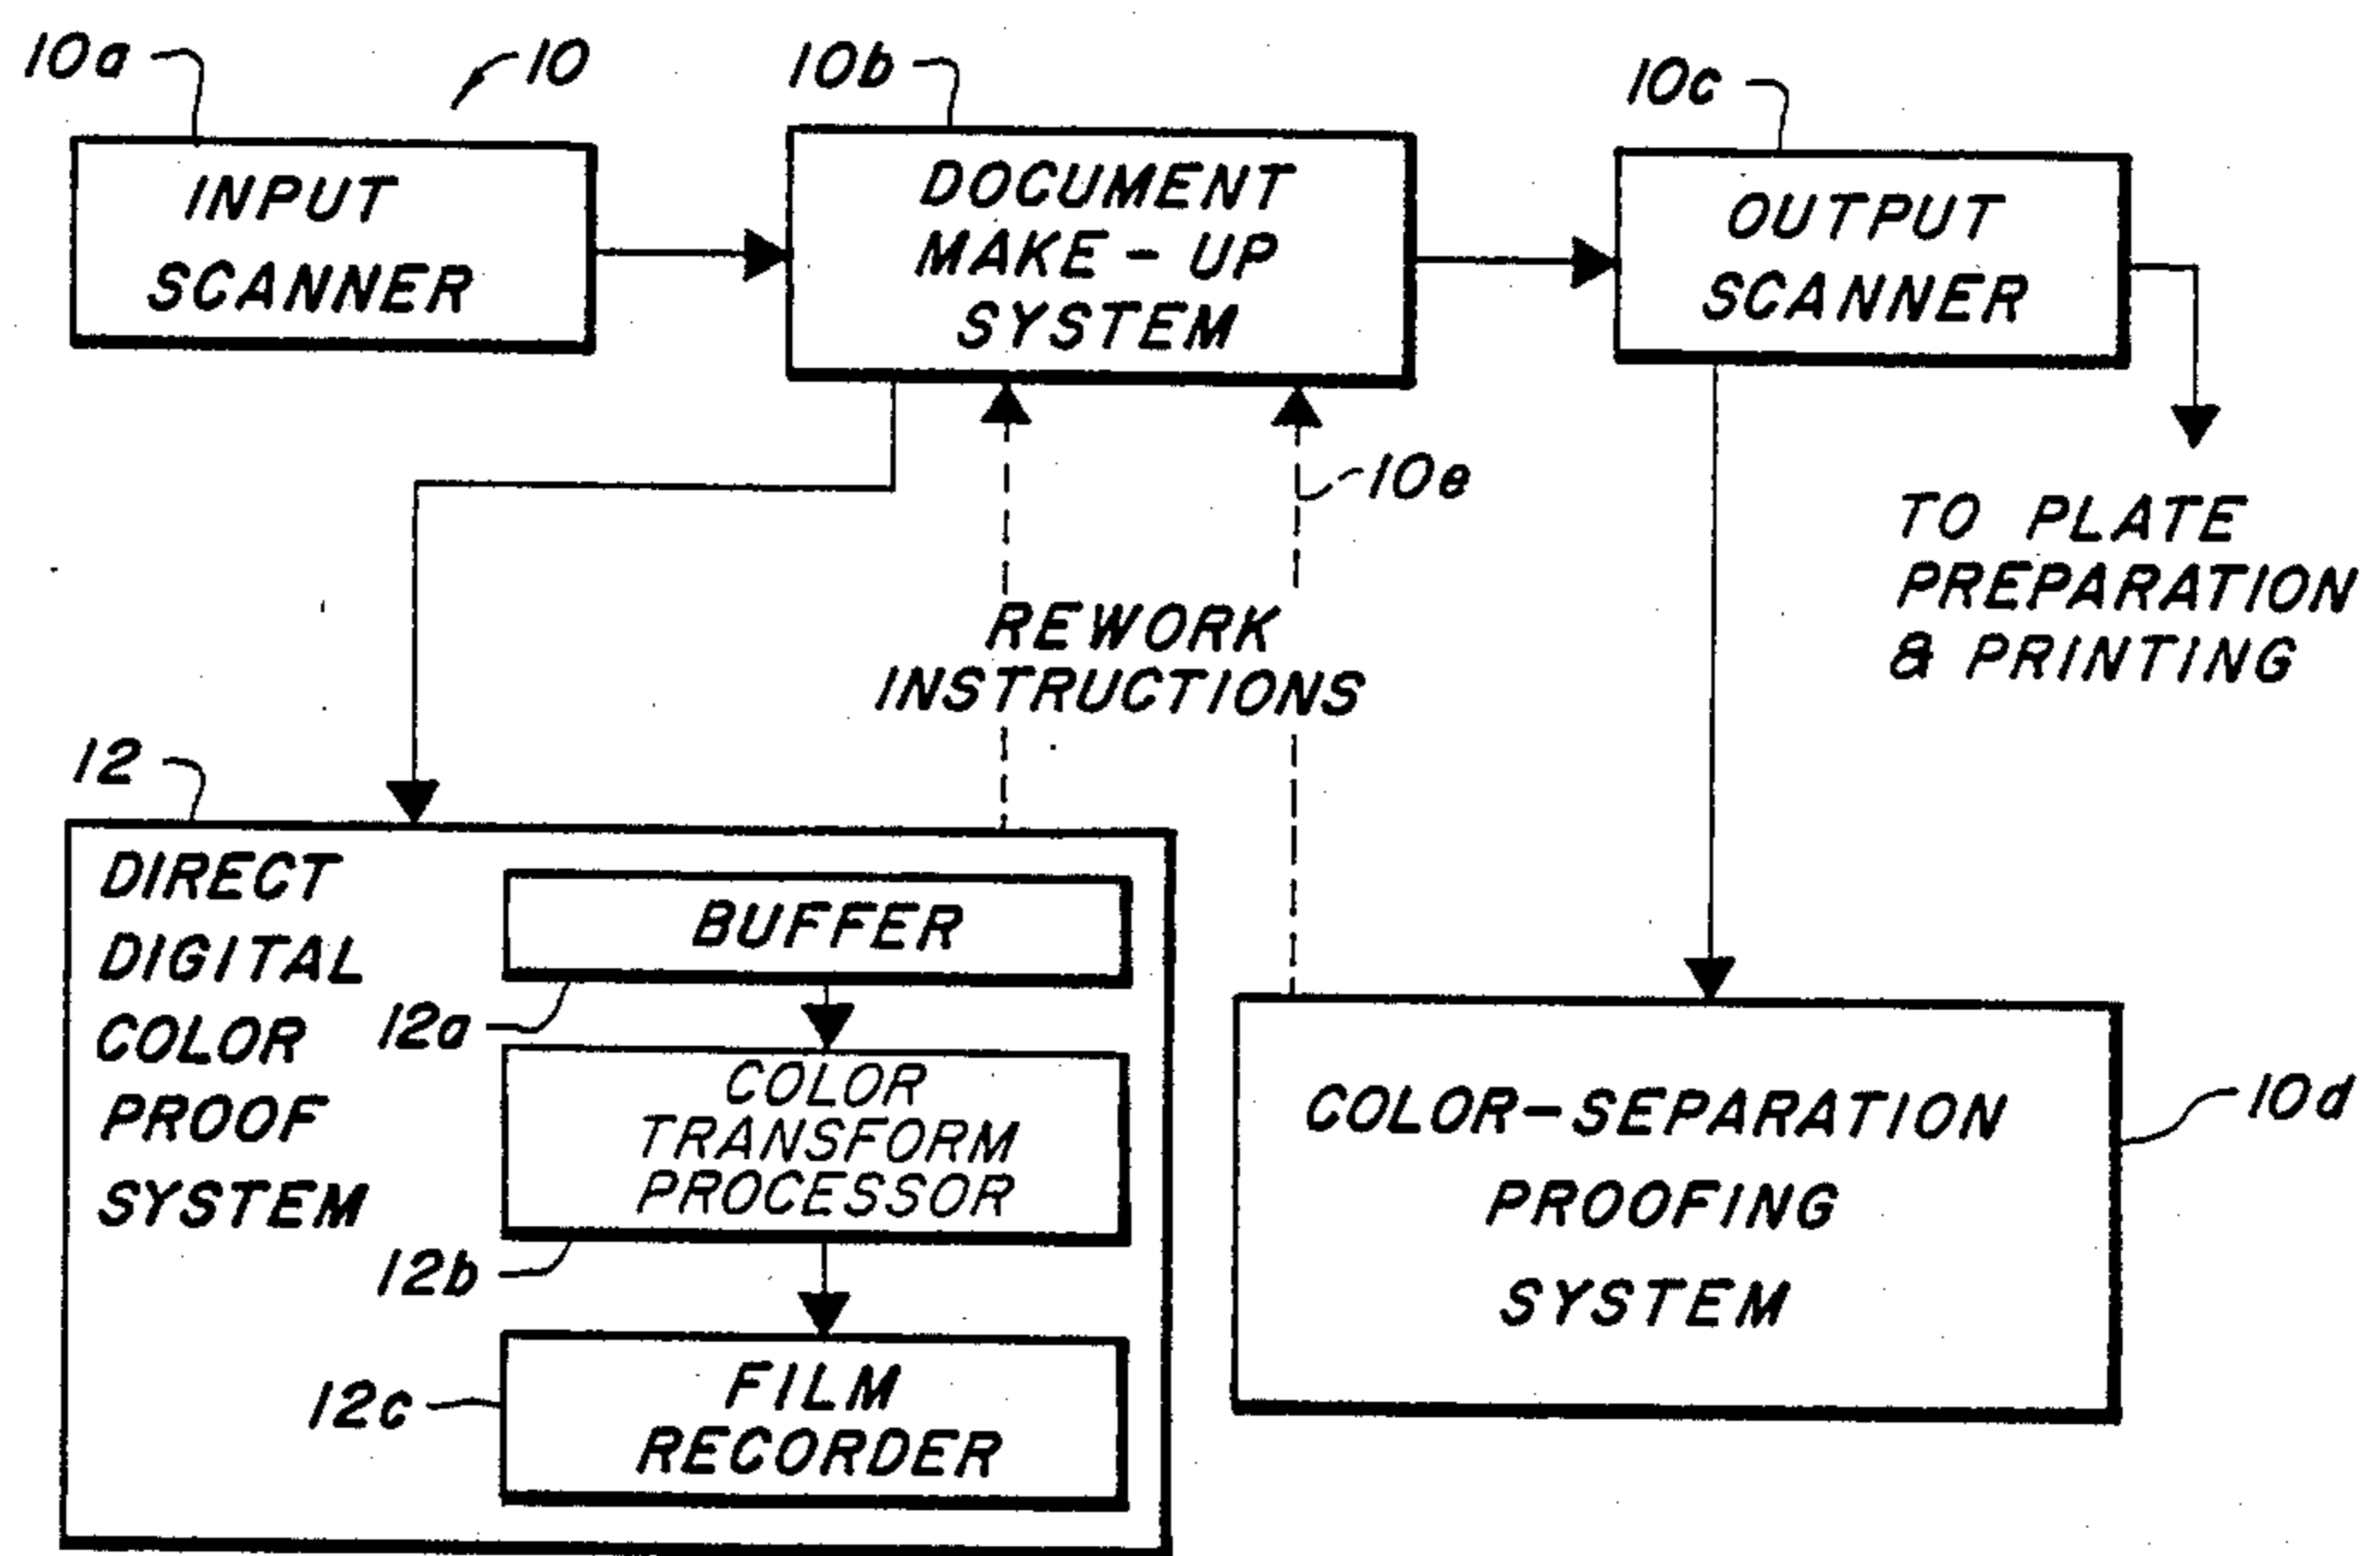 10a
10
10b
10c
INPUT
SCANNER
DOCUMENT
MAKE-UP
SYSTEM
OUTPUT
SCANNER
10e
TO PLATE
PREPARATION
& PRINTING
REWORK
INSTRUCTIONS
12
DIRECT
DIGITAL
COLOR
PROOF
SYSTEM
BUFFER
12a
COLOR
TRANSFORM
PROCESSOR
12b
FILM
RECORDER
12c
COLOR-SEPARATION
PROOFING
SYSTEM
10d